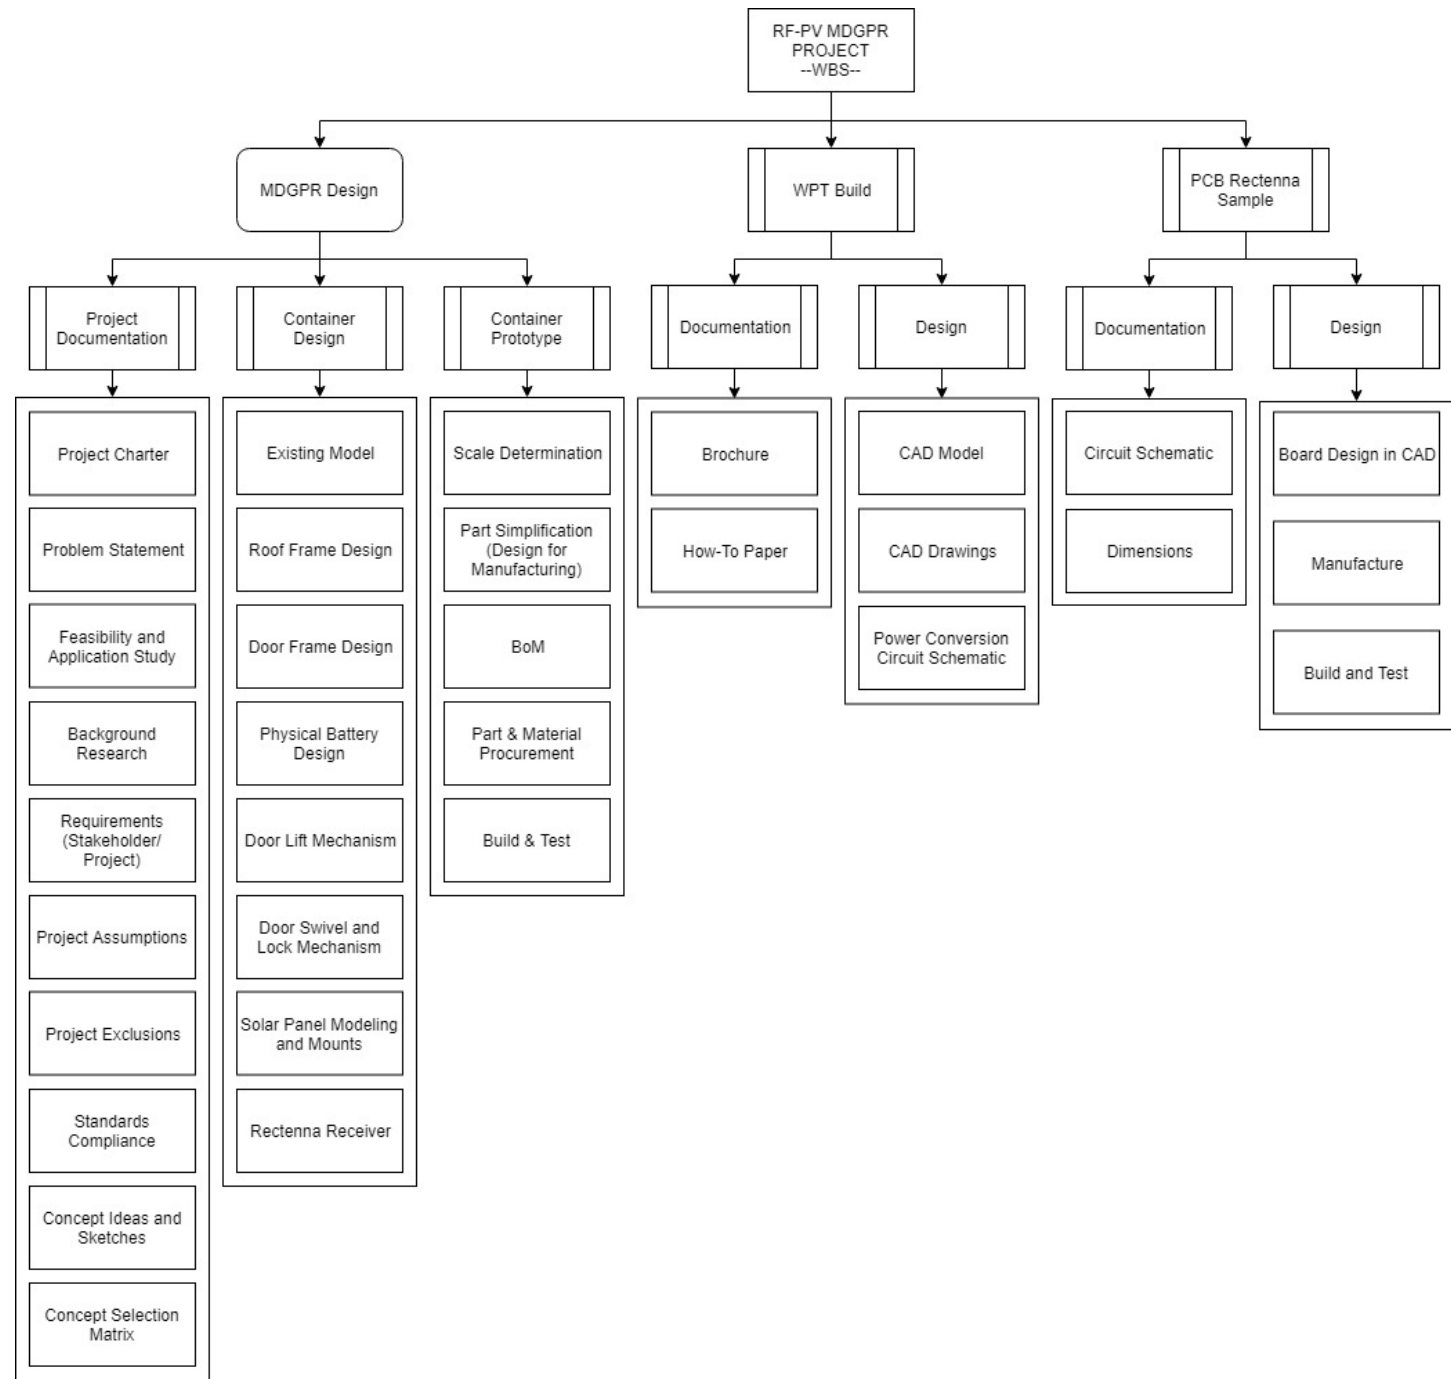 RF-PV MDGPR
PROJECT
--WBS--
MDGPR Design
WPT Build
PCB Rectenna
Sample
Project
Documentation
Container
Design
Container
Prototype
Documentation
Design
Documentation
Design
Project Charter
Problem Statement
Feasibility and
Application Study
Background
Research
Requirements
(Stakeholder/
Project)
Project Assumptions
Project Exclusions
Standards
Compliance
Concept Ideas and
Sketches
Concept Selection
Matrix
Existing Model
Roof Frame Design
Door Frame Design
Physical Battery
Design
Door Lift Mechanism
Door Swivel and
Lock Mechanism
Solar Panel Modeling
and Mounts
Rectenna Receiver
Scale Determination
Part Simplification
(Design for
Manufacturing)
BoM
Part & Material
Procurement
Build & Test
Brochure
How-To Paper
CAD Model
CAD Drawings
Power Conversion
Circuit Schematic
Circuit Schematic
Dimensions
Board Design in CAD
Manufacture
Build and Test